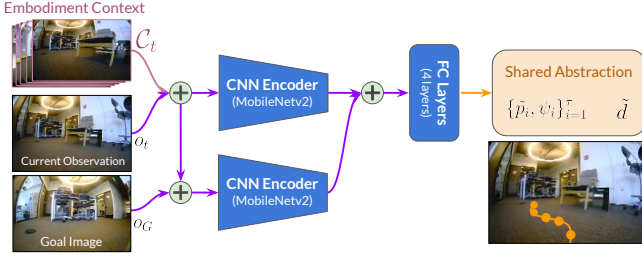 Embodiment Context
C_t
Current Observation
o_t
Goal Image
o_G
CNN Encoder
(MobileNetv2)
CNN Encoder
(MobileNetv2)
FC Layers
(4 layers)
Shared Abstraction
{p̃_i, ψ_i}_{i=1}^τ   d̃